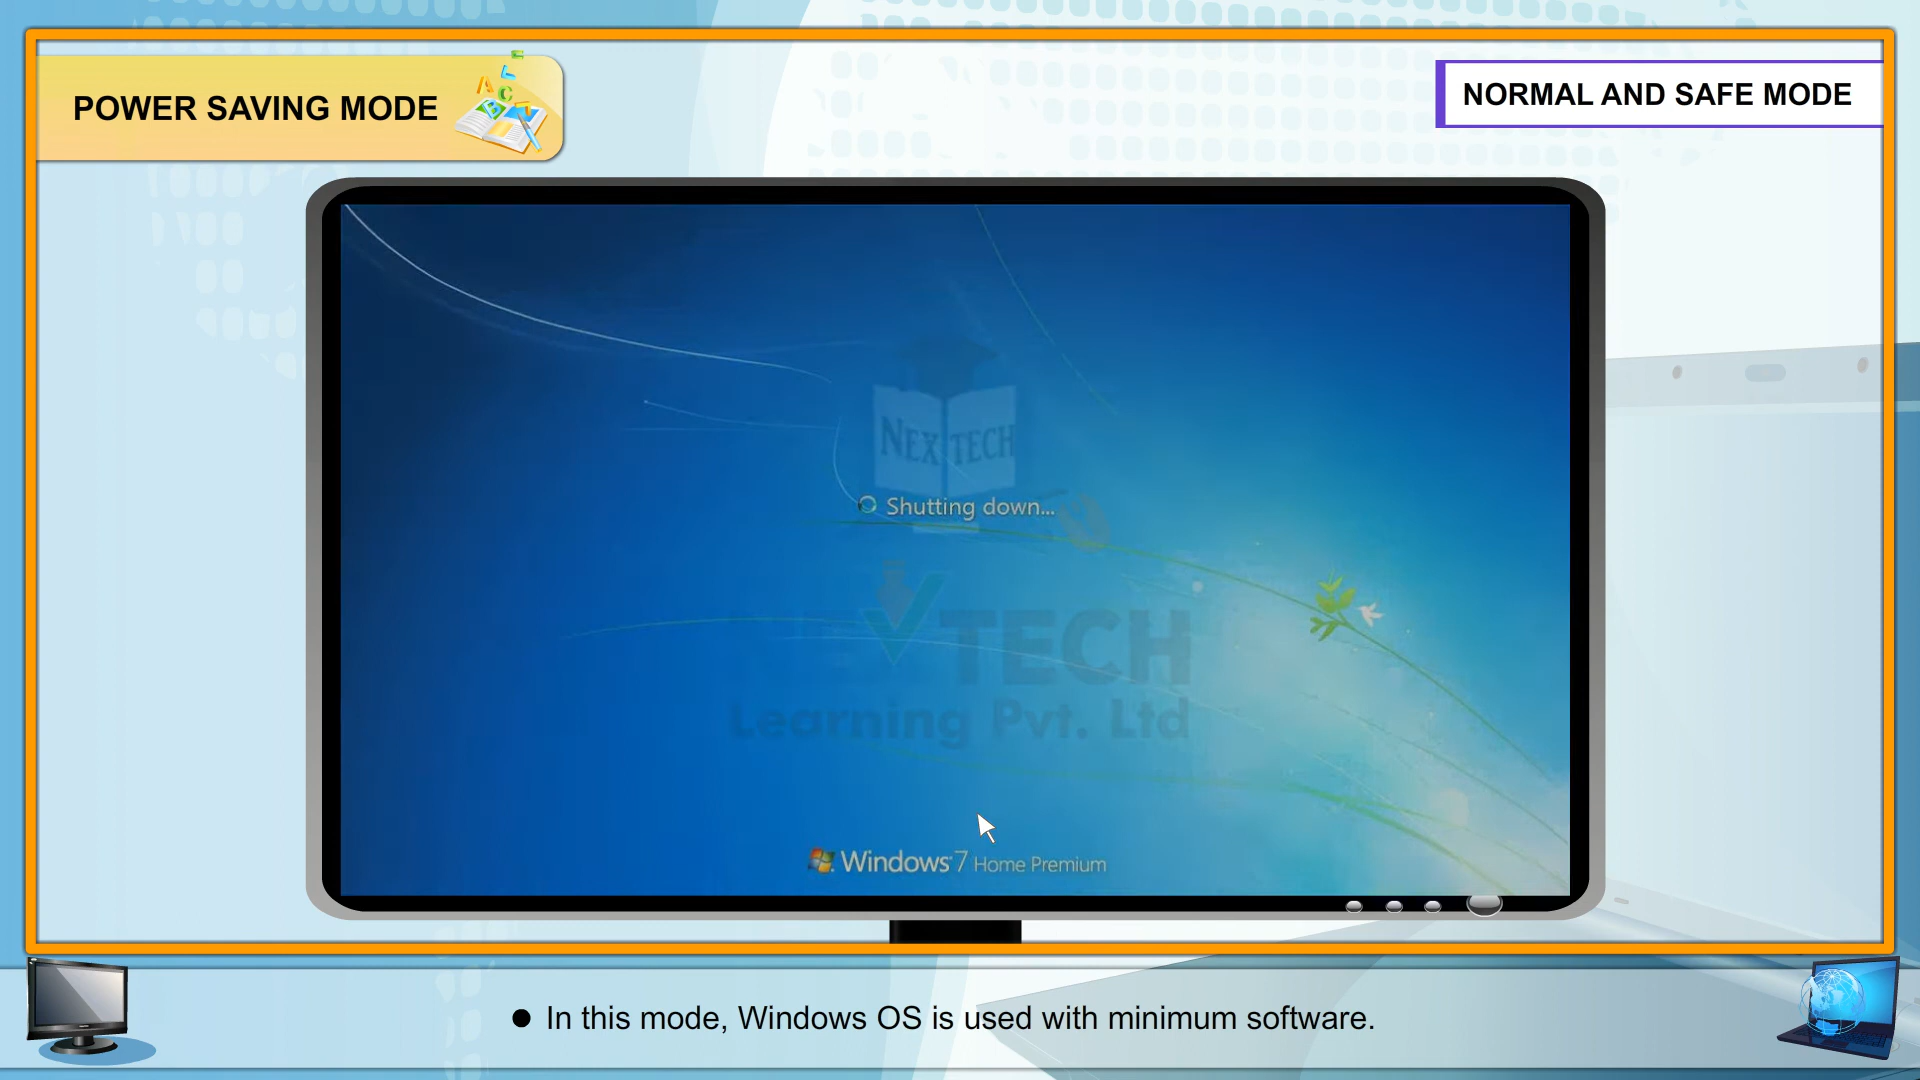 POWER SAVING MODE
NORMAL AND SAFE MODE
NEX TECH
Shutting down...
NEXTECH
Learning Pvt. Ltd
Windows 7 Home Premium
● In this mode, Windows OS is used with minimum software.